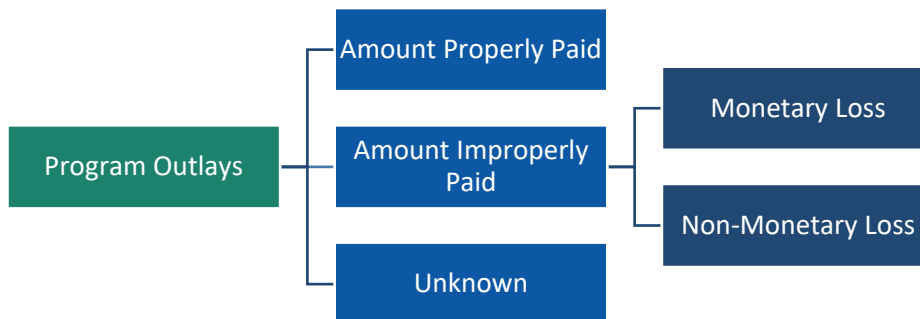 Program Outlays
Amount Properly Paid
Amount Improperly
Paid
Unknown
Monetary Loss
Non-Monetary Loss